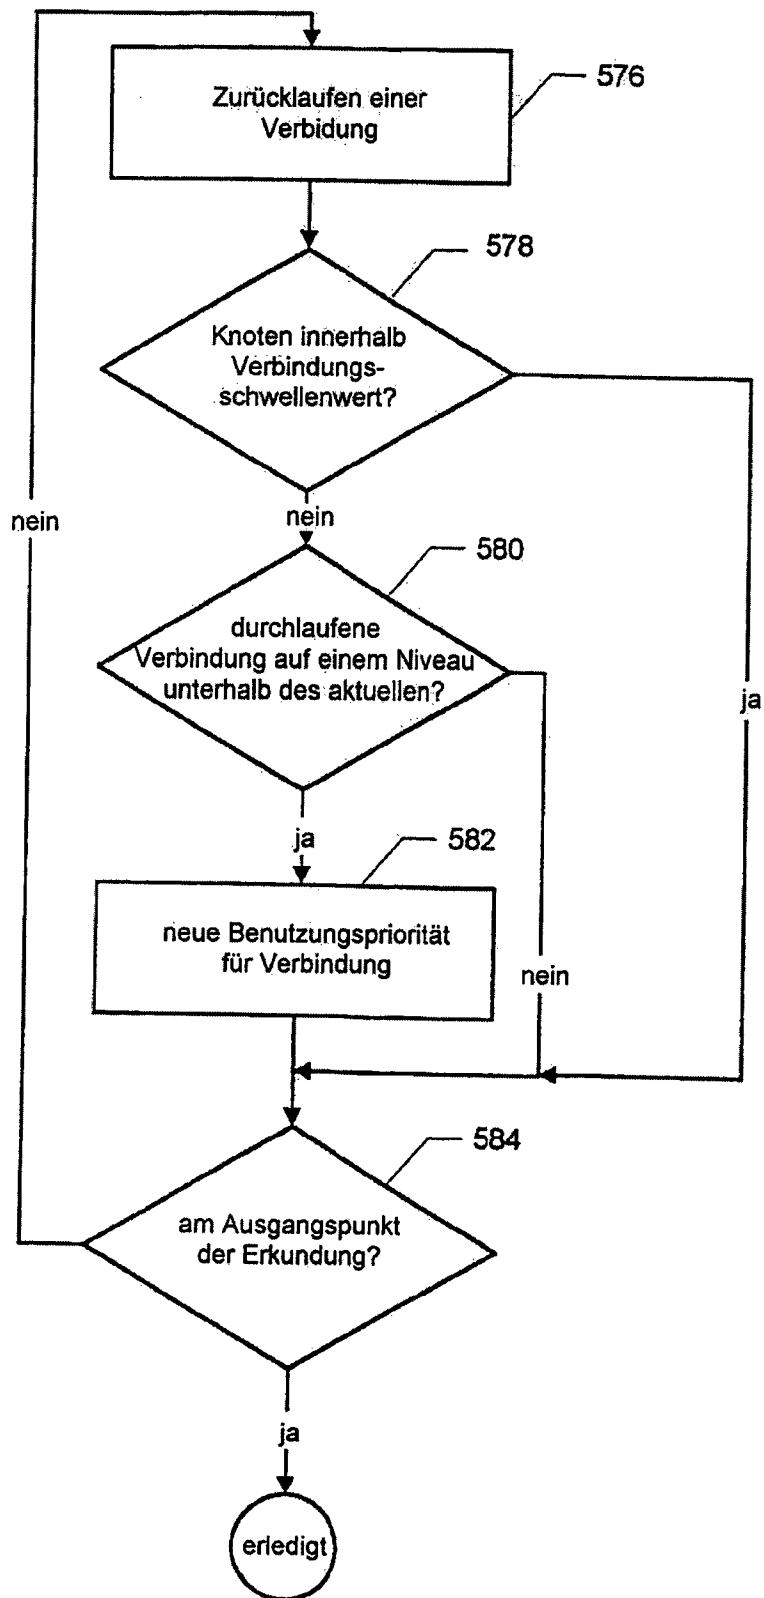 Zurücklaufen einer
Verbidung
576
578
Knoten innerhalb
Verbindungs-
schwellenwert?
nein
nein
580
durchlaufene
Verbindung auf einem Niveau
unterhalb des aktuellen?
ja
ja
582
neue Benutzungspriorität
für Verbindung
nein
584
am Ausgangspunkt
der Erkundung?
ja
erledigt